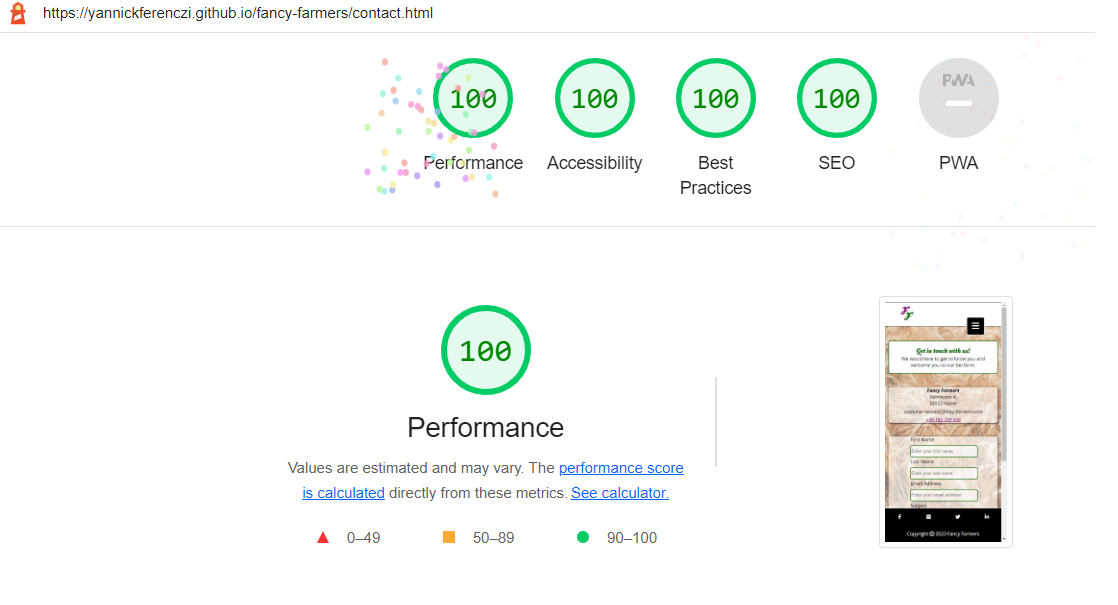 https://yannickferenczi.github.io/fancy-farmers/contact.html
100
100
100
100
PWA
Performance
Accessibility
Best
Practices
SEO
PWA
100
Performance
Values are estimated and may vary. The performance score
is calculated directly from these metrics. See calculator.
0–49
50–89
90–100
FF
Get in touch with us!
We would love to get to know you and
welcome you to our bio farm.
Fancy Farmers
First Name
Enter your first name
Last Name
Enter your last name
Email Address
Enter your email address
Subject
Copyright © 2023 Fancy Farmers